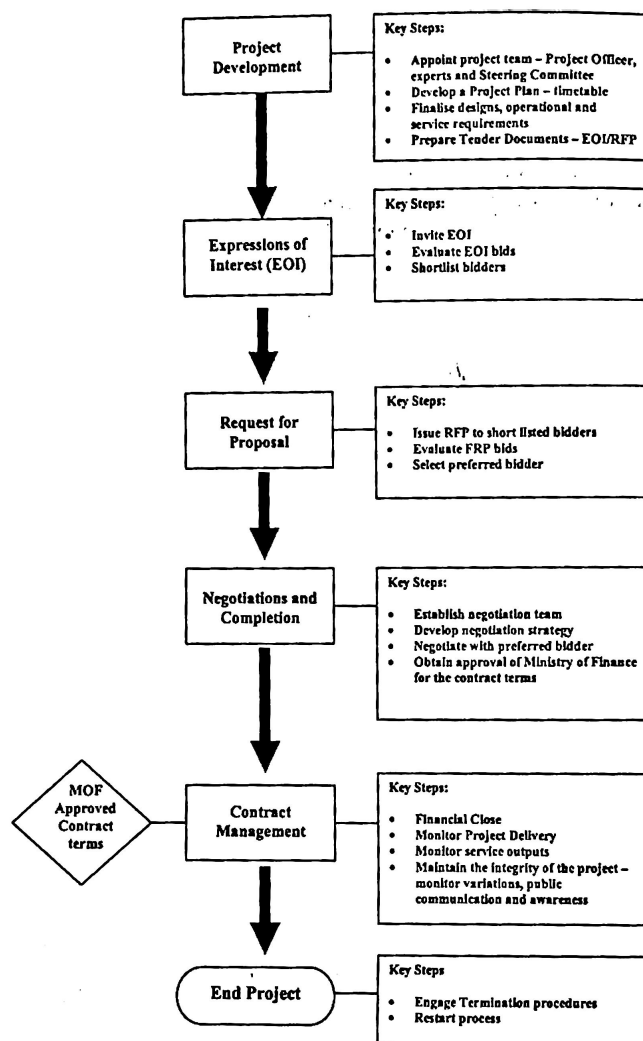 Project
Development
Key Steps:
• Appoint project team – Project Officer,
experts and Steering Committee
• Develop a Project Plan – timetable
• Finalise designs, operational and
service requirements
• Prepare Tender Documents – EOI/RFP
Expressions of
Interest (EOI)
Key Steps:
• Invite EOI
• Evaluate EOI bids
• Shortlist bidders
Request for
Proposal
Key Steps:
• Issue RFP to short listed bidders
• Evaluate FRP bids
• Select preferred bidder
Negotiations and
Completion
Key Steps:
• Establish negotiation team
• Develop negotiation strategy
• Negotiate with preferred bidder
• Obtain approval of Ministry of Finance
for the contract terms
MOF
Approved
Contract
terms
Contract
Management
Key Steps:
• Financial Close
• Monitor Project Delivery
• Monitor service outputs
• Maintain the integrity of the project –
monitor variations, public
communication and awareness
End Project
Key Steps
• Engage Termination procedures
• Restart process